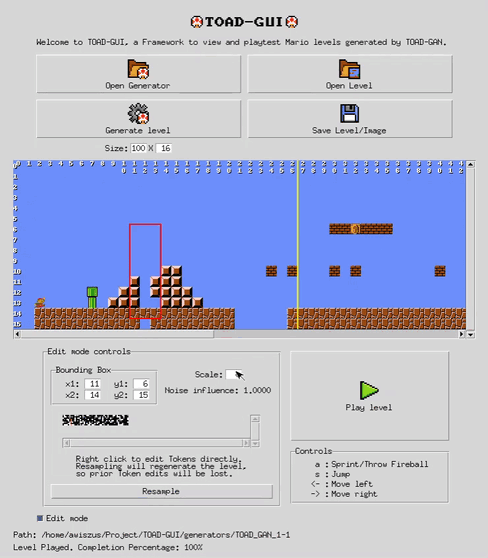 TOAD-GUI
Welcome to TOAD-GUI, a Framework to view and playtest Mario levels generated by TOAD-GAN.
Open Generator
Open Level
Generate level
Save Level/Image
Size: 100 X 16
Edit mode controls
Bounding Box
x1: 11 y1: 6
x2: 14 y2: 15
Scale:
Noise influence: 1.0000
Right click to edit Tokens directly.
Resampling will regenerate the level,
so prior Token edits will be lost.
Resample
Play level
Controls
a : Sprint/Throw Fireball
s : Jump
<- : Move left
-> : Move right
Edit mode
Path: /home/awiszus/Project/TOAD-GUI/generators/TOAD_GAN_1-1
Level Played. Completion Percentage: 100%